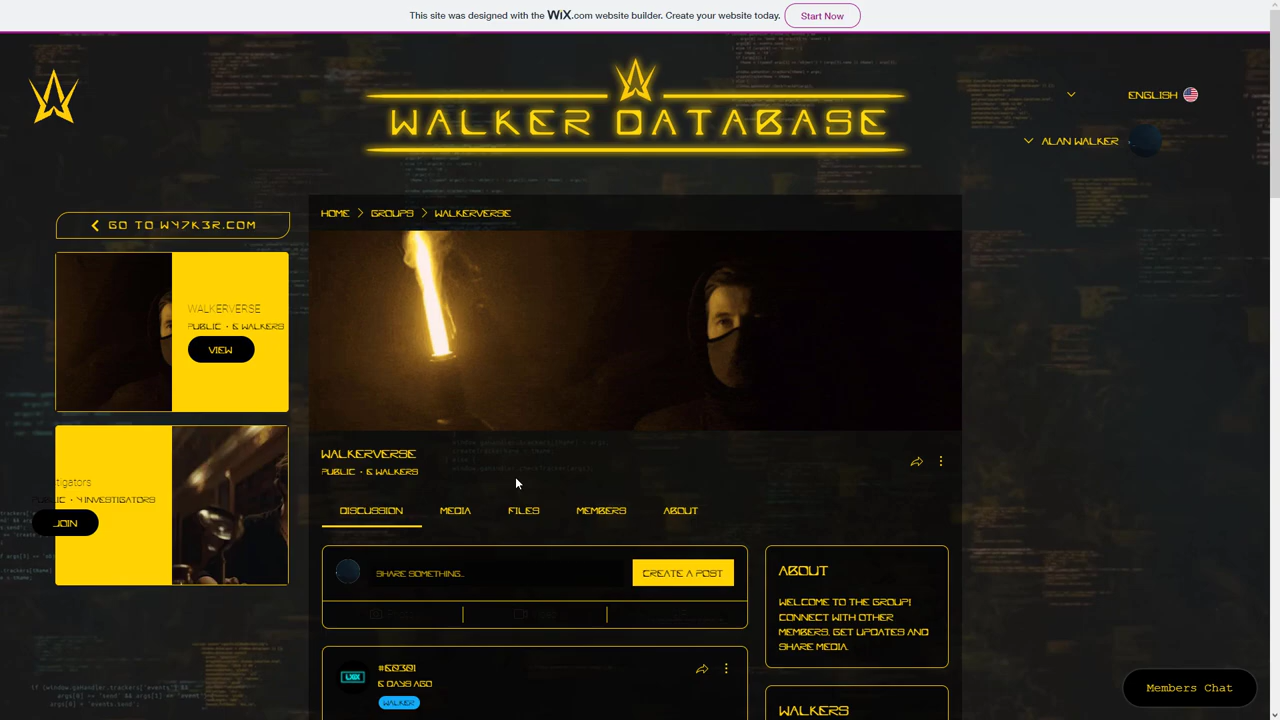 This site was designed with the WiX.com website builder. Create your website today. Start Now
WALKER DATABASE
ENGLISH
ALAN WALKER
GO TO WY7K3R.COM
HOME > GROUPS > WALKERVERSE
WALKERVERSE
PUBLIC · 6 WALKERS
VIEW
tigators
PUBLIC · 4 INVESTIGATORS
JOIN
WALKERVERSE
PUBLIC · 6 WALKERS
DISCUSSION MEDIA FILES MEMBERS ABOUT
SHARE SOMETHING...
CREATE A POST
#60301
6 DAYS AGO
WALKER
ABOUT
WELCOME TO THE GROUP!
CONNECT WITH OTHER
MEMBERS, GET UPDATES AND
SHARE MEDIA.
WALKERS
Members Chat